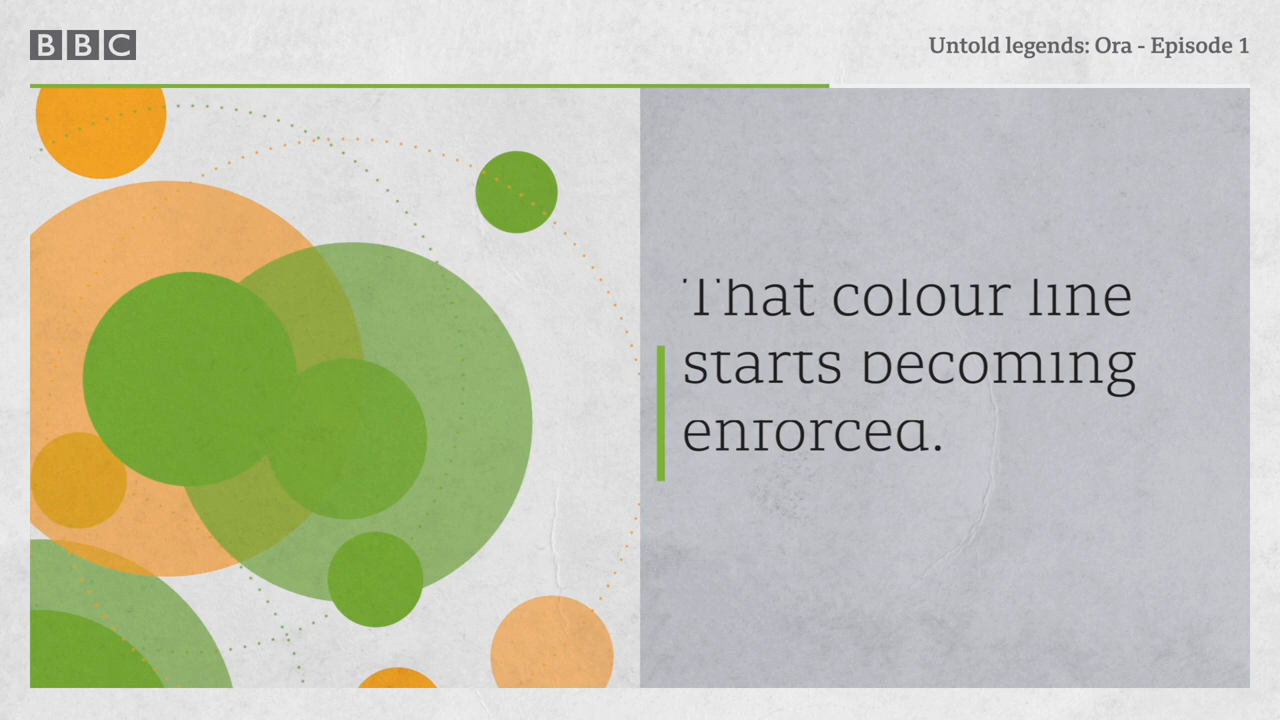 BBC
Untold legends: Ora - Episode 1
That colour line
starts becoming
enforced.